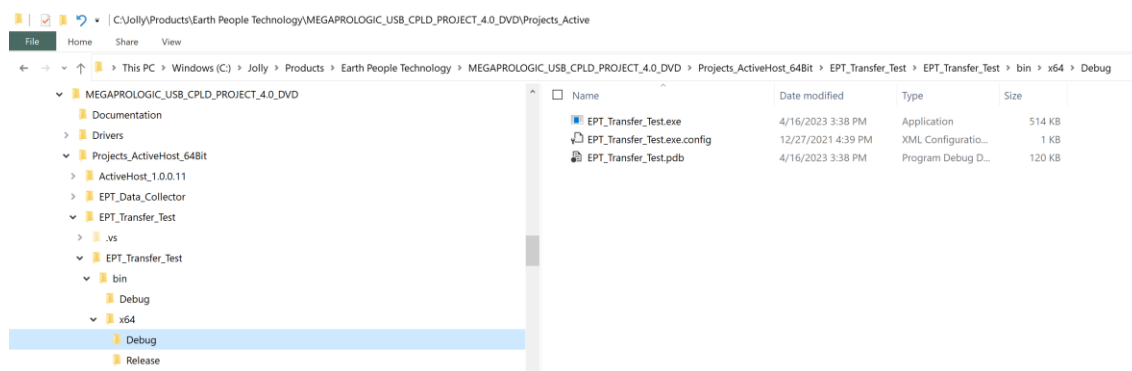 C:\Jolly\Products\Earth People Technology\MEGAPROLOGIC_USB_CPLD_PROJECT_4.0_DVD\Projects_Active
File Home Share View
This PC > Windows (C:) > Jolly > Products > Earth People Technology > MEGAPROLOGIC_USB_CPLD_PROJECT_4.0_DVD > Projects_ActiveHost_64Bit > EPT_Transfer_Test > EPT_Transfer_Test > bin > x64 > Debug
MEGAPROLOGIC_USB_CPLD_PROJECT_4.0_DVD
Documentation
Drivers
Projects_ActiveHost_64Bit
ActiveHost_1.0.0.11
EPT_Data_Collector
EPT_Transfer_Test
.vs
EPT_Transfer_Test
bin
Debug
x64
Debug
Release
Name Date modified Type Size
EPT_Transfer_Test.exe 4/16/2023 3:38 PM Application 514 KB
EPT_Transfer_Test.exe.config 12/27/2021 4:39 PM XML Configuratio... 1 KB
EPT_Transfer_Test.pdb 4/16/2023 3:38 PM Program Debug D... 120 KB